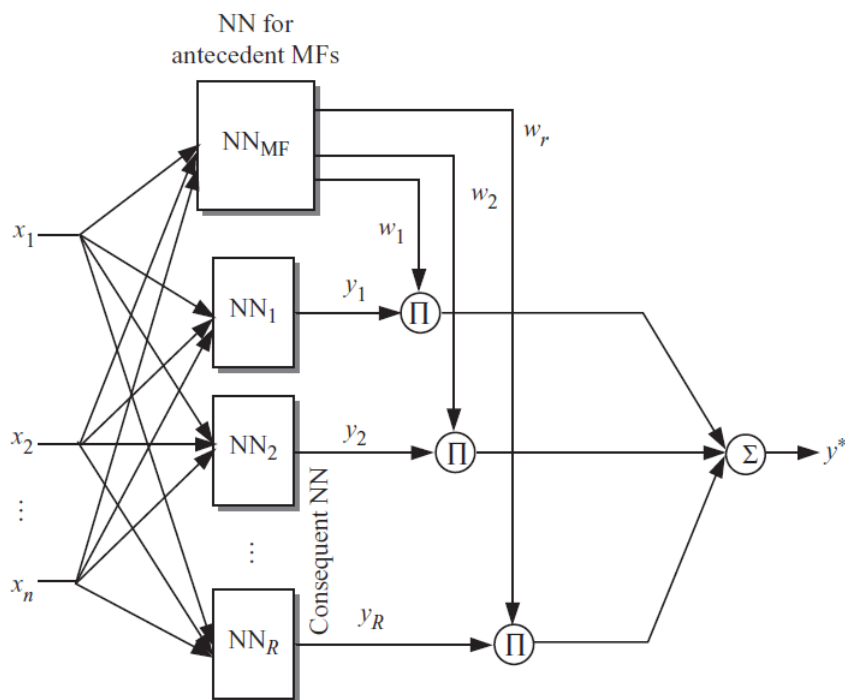 NN for
antecedent MFs
NN_MF
w_r
w_2
w_1
x_1
NN_1
y_1
Π
x_2
NN_2
y_2
Π
Σ
y*
⋮
⋮
Consequent NN
x_n
NN_R
y_R
Π